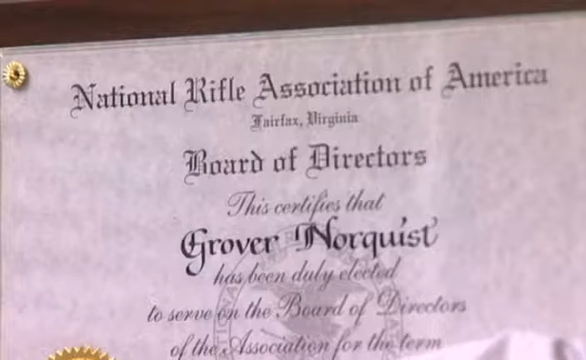 National Rifle Association of America
Fairfax, Virginia
Board of Directors
This certifies that
Grover Norquist
has been duly elected
to serve on the Board of Directors
of the Association for the term